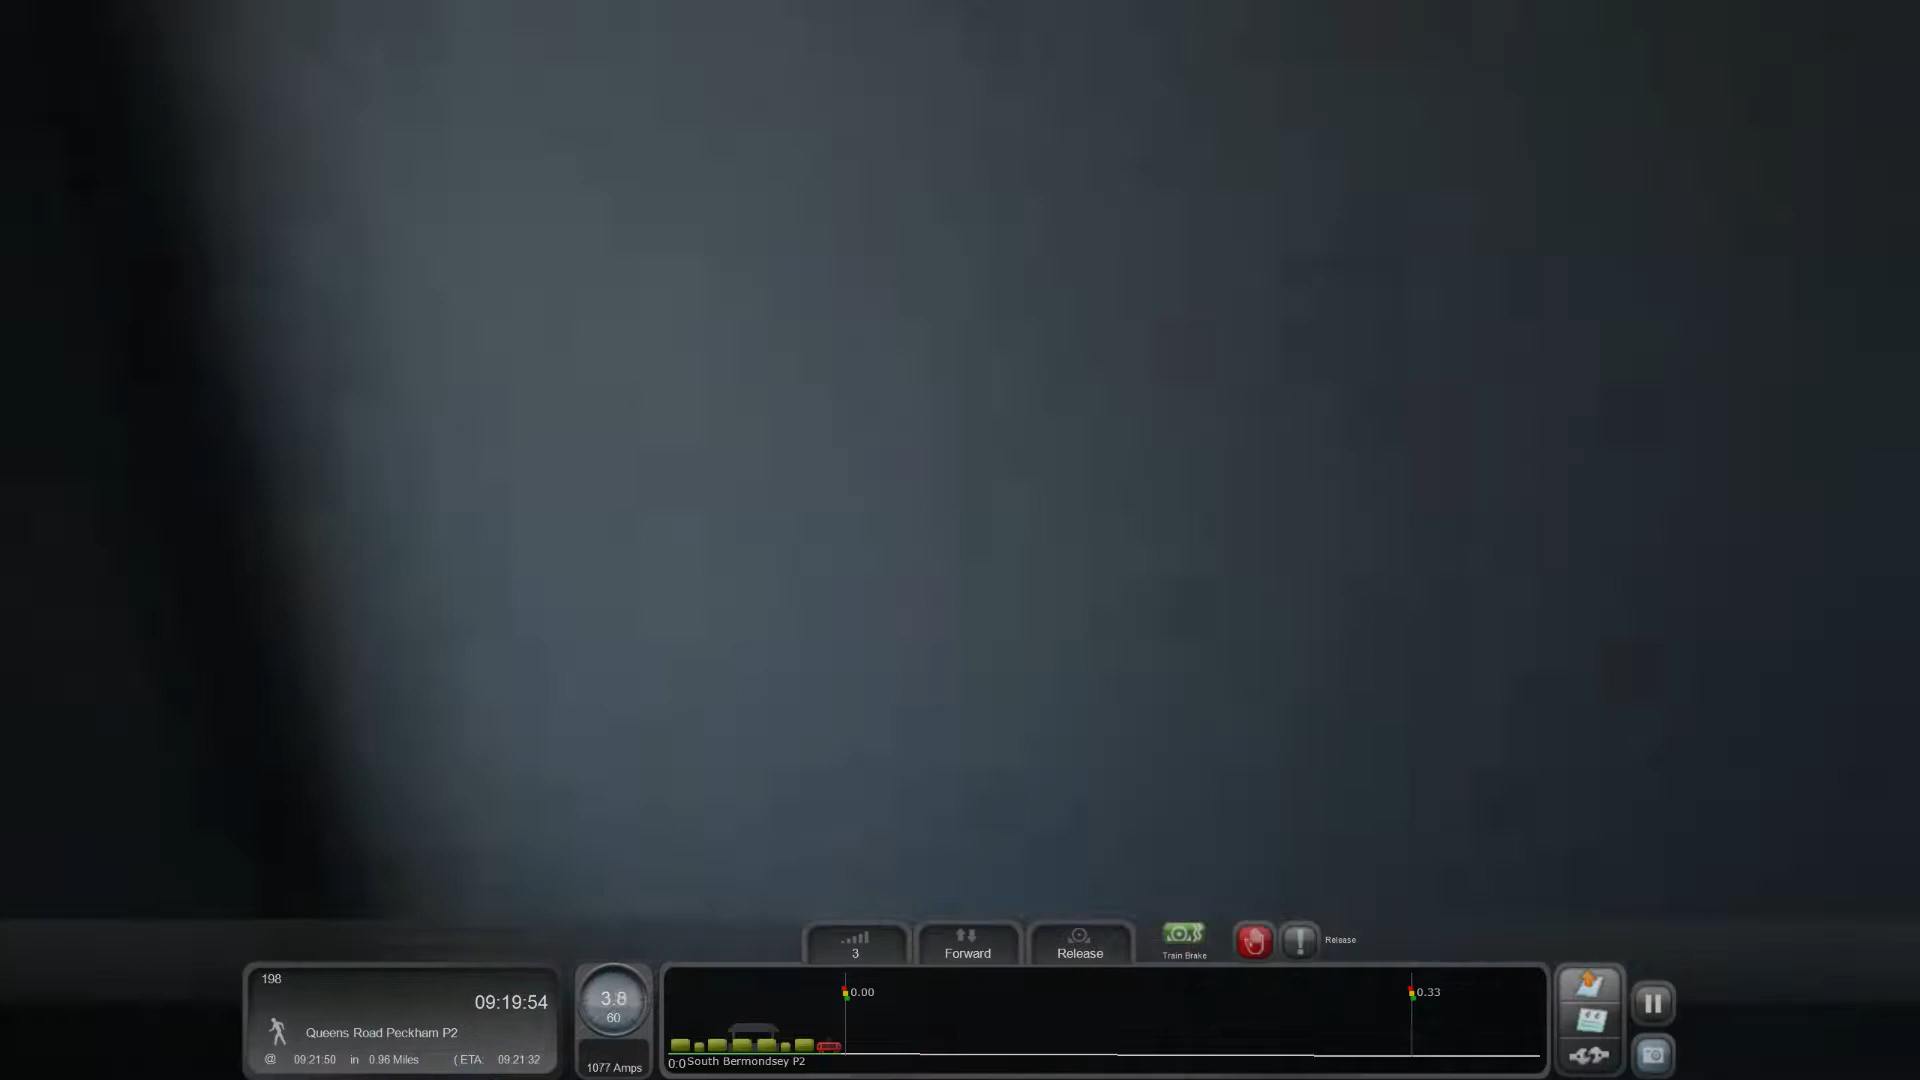 3
Forward
Release
Train Brake
Release
198
09:19:54
Queens Road Peckham P2
@ 09:21:50 in 0.96 Miles (ETA: 09:21:32
3.8
60
1077 Amps
0.00
0.33
0:0 South Bermondsey P2